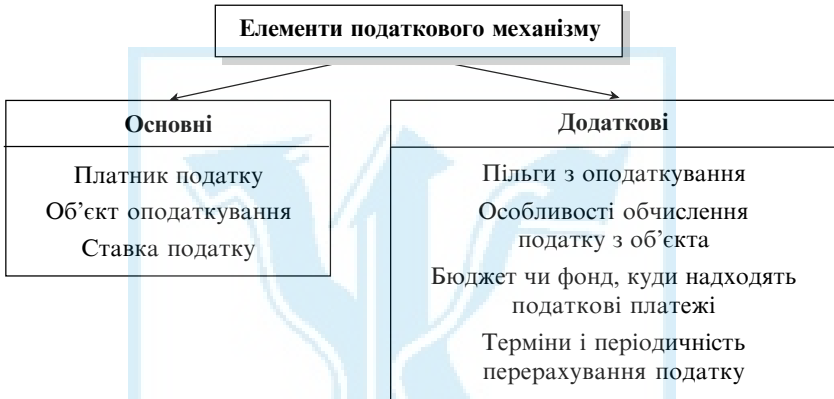 Елементи податкового механізму
Основні
Платник податку
Об’єкт оподаткування
Ставка податку
Додаткові
Пільги з оподаткування
Особливості обчислення
податку з об’єкта
Бюджет чи фонд, куди надходять
податкові платежі
Терміни і періодичність
перерахування податку